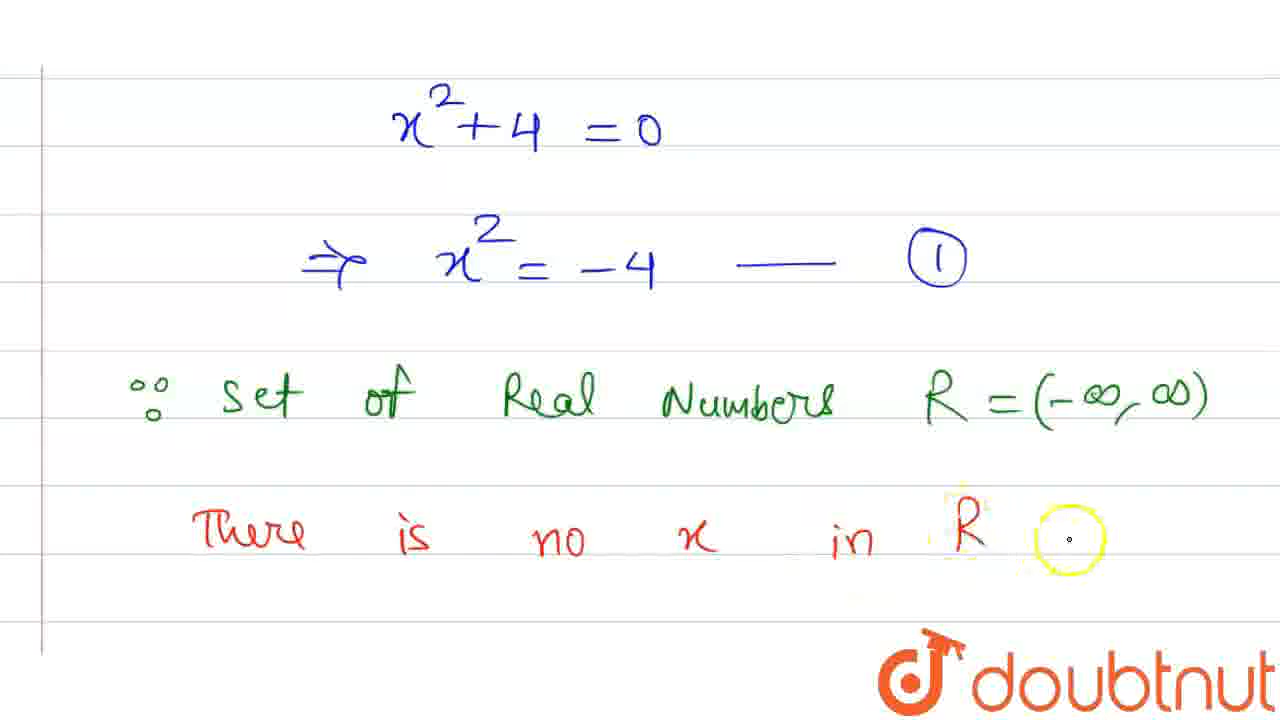 x²+4 = 0
⇒ x² = -4 —— ①
∵ Set of Real Numbers R = (-∞, ∞)
There is no x in R
doubtnut